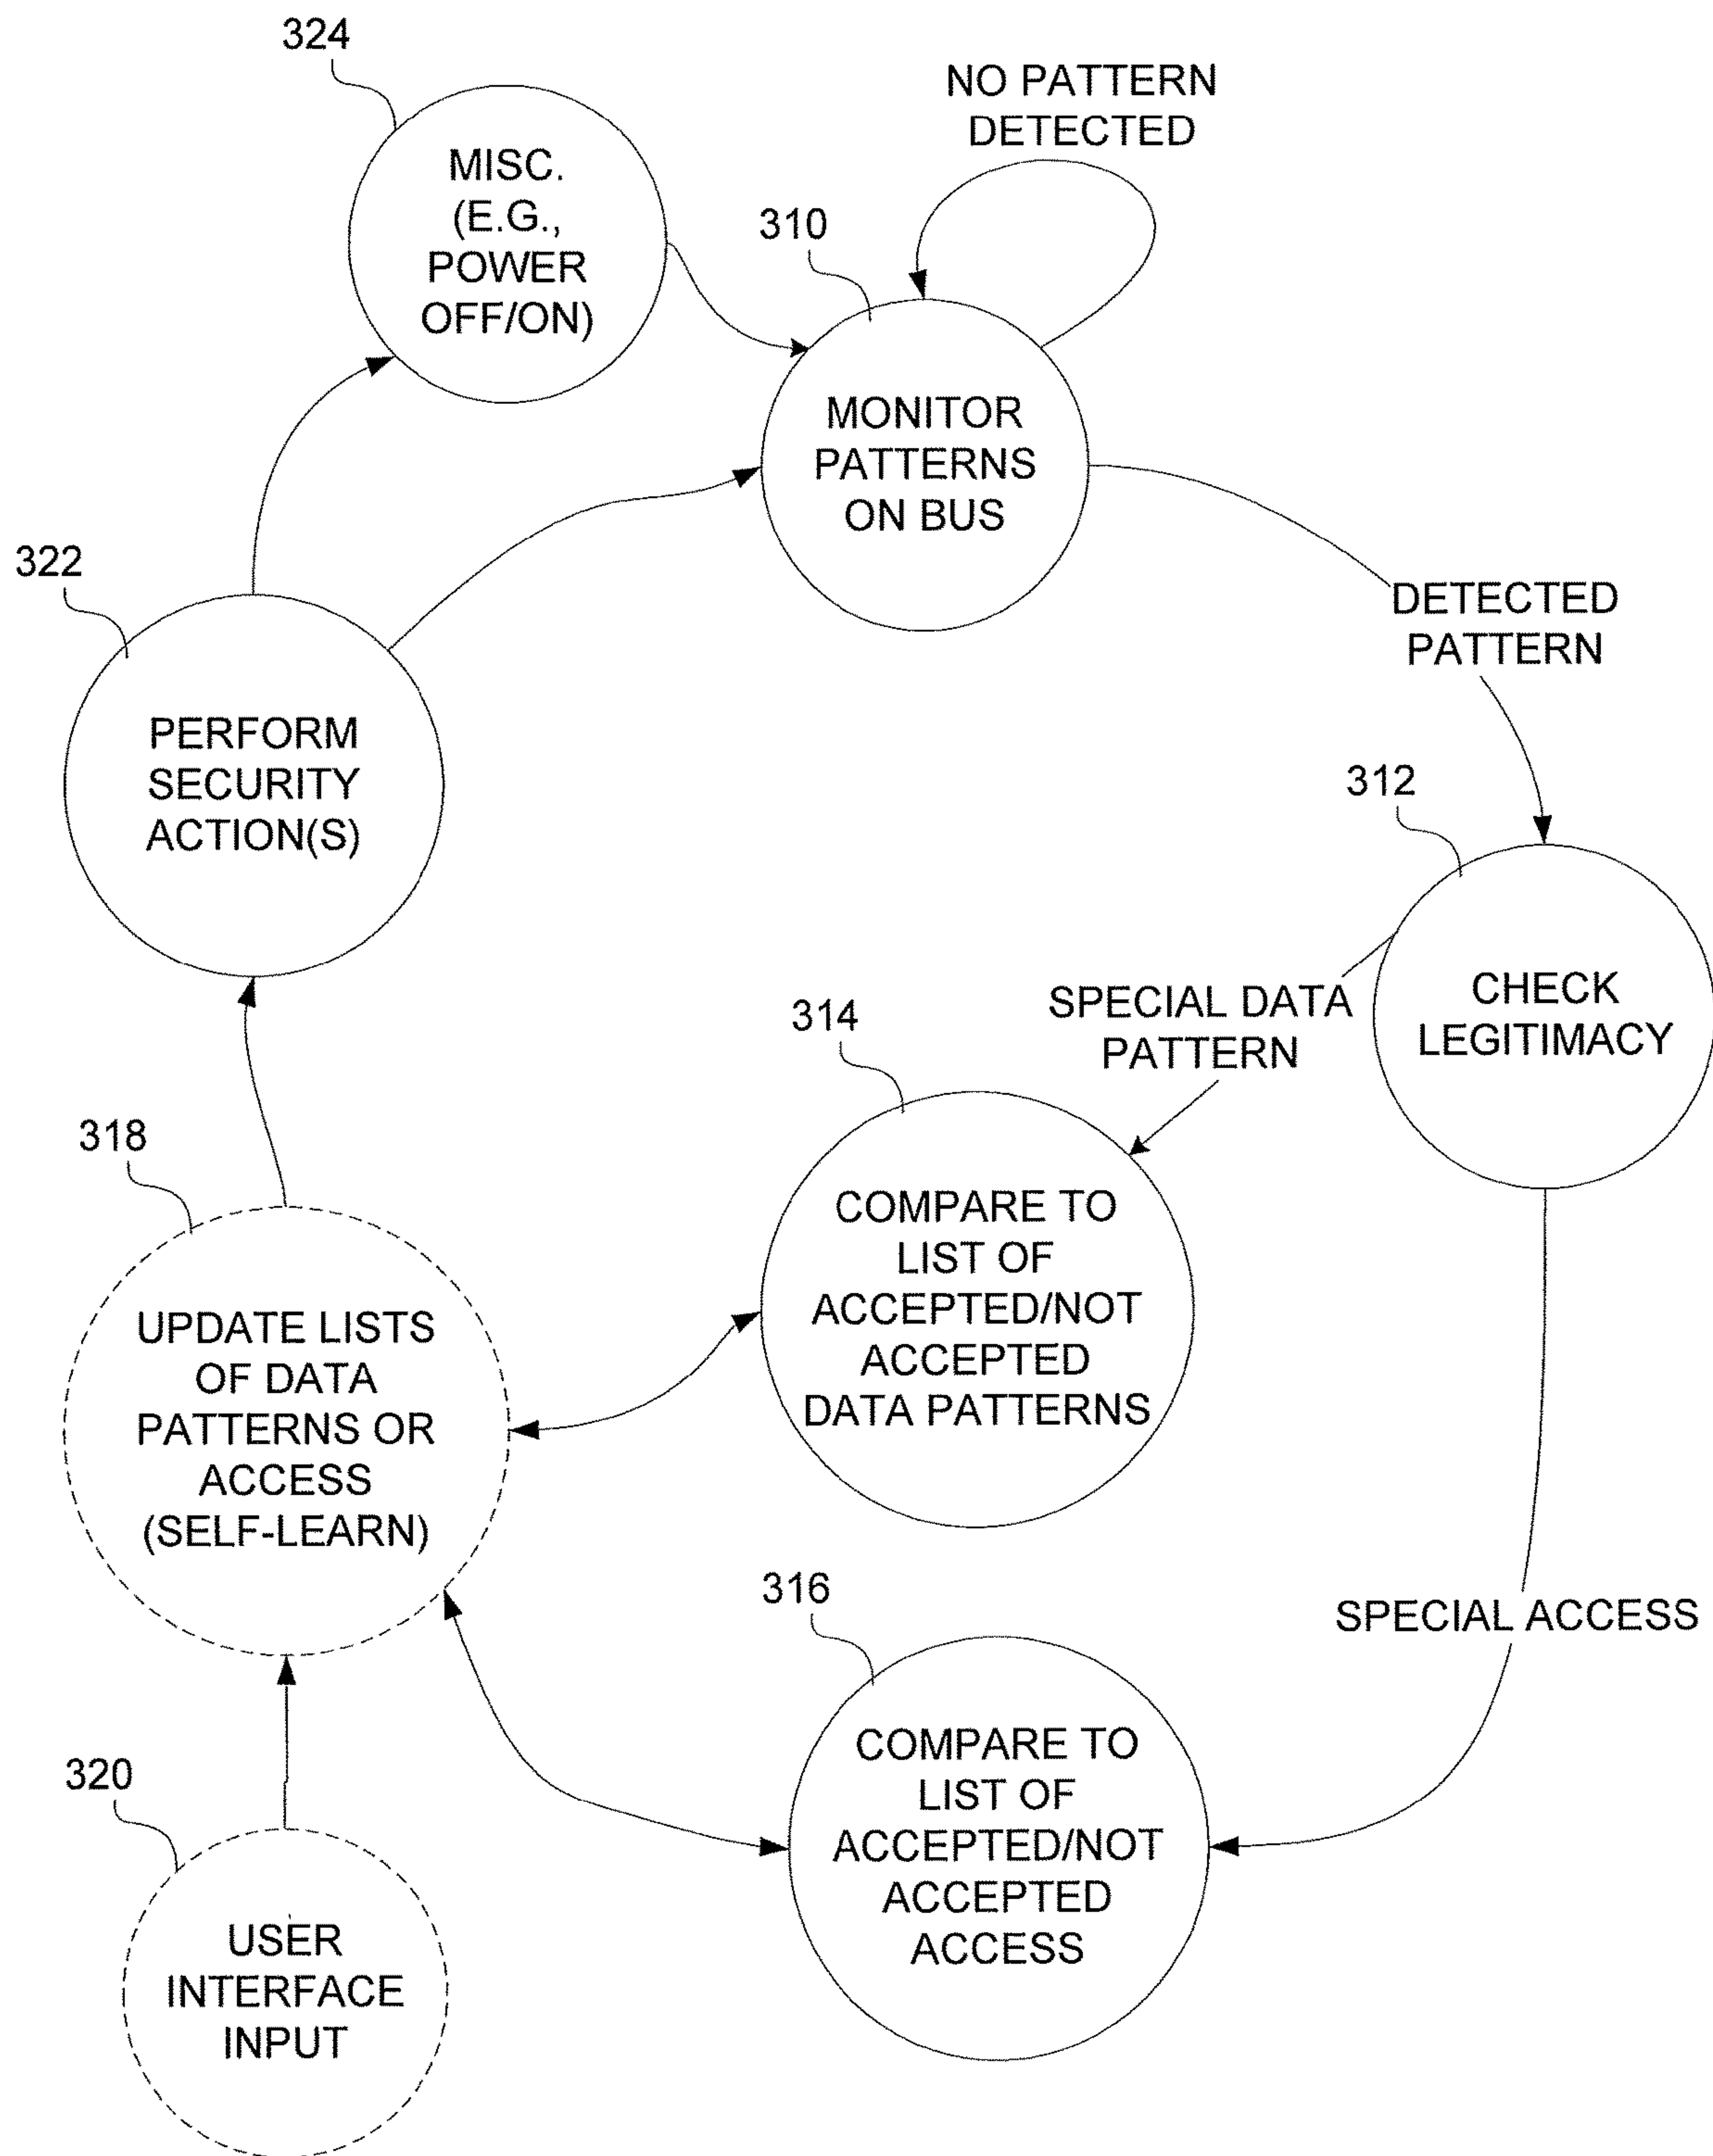 324
MISC.
(E.G.,
POWER
OFF/ON)
NO PATTERN
DETECTED
310
MONITOR
PATTERNS
ON BUS
322
PERFORM
SECURITY
ACTION(S)
DETECTED
PATTERN
312
CHECK
LEGITIMACY
SPECIAL DATA
PATTERN
314
COMPARE TO
LIST OF
ACCEPTED/NOT
ACCEPTED
DATA PATTERNS
318
UPDATE LISTS
OF DATA
PATTERNS OR
ACCESS
(SELF-LEARN)
316
COMPARE TO
LIST OF
ACCEPTED/NOT
ACCEPTED
ACCESS
SPECIAL ACCESS
320
USER
INTERFACE
INPUT